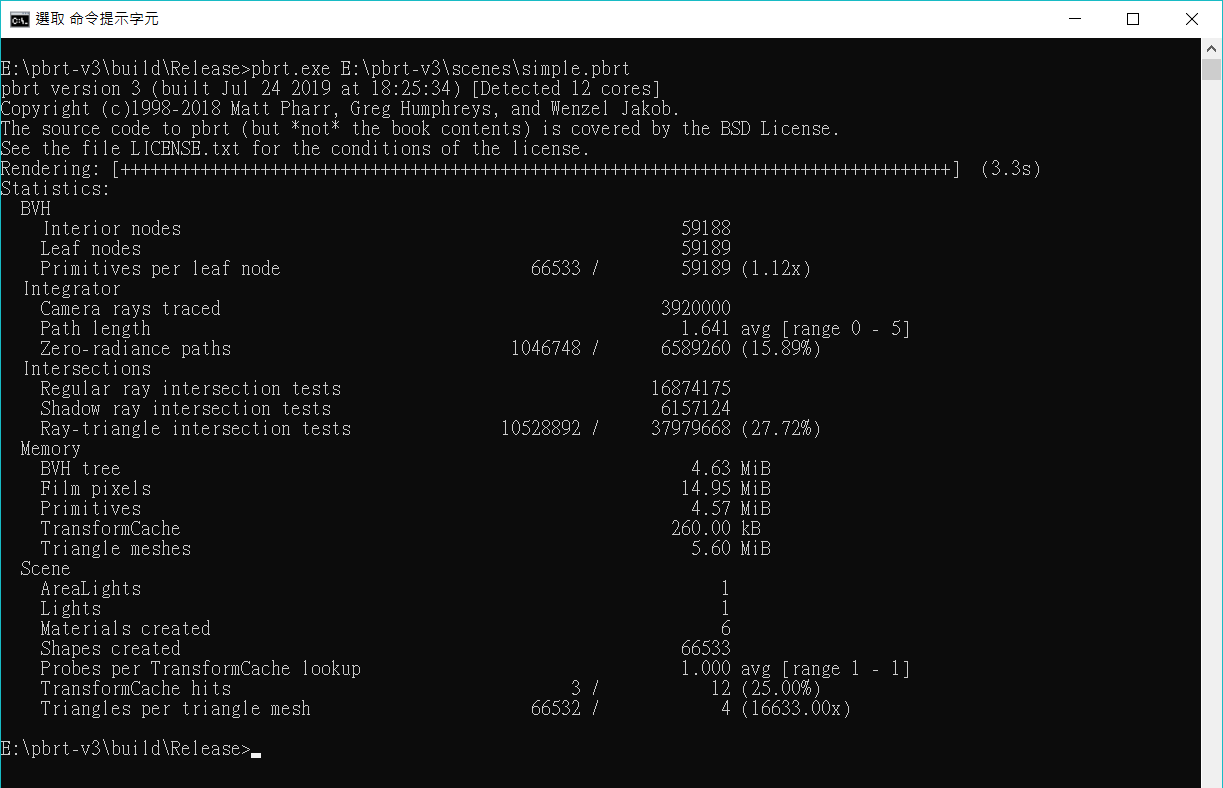 選取 命令提示字元
E:\pbrt-v3\build\Release>pbrt.exe E:\pbrt-v3\scenes\simple.pbrt
pbrt version 3 (built Jul 24 2019 at 18:25:34) [Detected 12 cores]
Copyright (c)1998-2018 Matt Pharr, Greg Humphreys, and Wenzel Jakob.
The source code to pbrt (but *not* the book contents) is covered by the BSD License.
See the file LICENSE.txt for the conditions of the license.
Rendering: [+++++++++++++++++++++++++++++++++++++++++++++++++++++++++++++++++++++++++++++++++++]  (3.3s)
Statistics:
  BVH
    Interior nodes                                                  59188
    Leaf nodes                                                      59189
    Primitives per leaf node                         66533 /        59189 (1.12x)
  Integrator
    Camera rays traced                                            3920000
    Path length                                                     1.641 avg [range 0 - 5]
    Zero-radiance paths                            1046748 /      6589260 (15.89%)
  Intersections
    Regular ray intersection tests                               16874175
    Shadow ray intersection tests                                 6157124
    Ray-triangle intersection tests               10528892 /     37979668 (27.72%)
  Memory
    BVH tree                                                         4.63 MiB
    Film pixels                                                     14.95 MiB
    Primitives                                                       4.57 MiB
    TransformCache                                                 260.00 kB
    Triangle meshes                                                  5.60 MiB
  Scene
    AreaLights                                                          1
    Lights                                                              1
    Materials created                                                   6
    Shapes created                                                  66533
    Probes per TransformCache lookup                                1.000 avg [range 1 - 1]
    TransformCache hits                                  3 /           12 (25.00%)
    Triangles per triangle mesh                      66532 /            4 (16633.00x)
E:\pbrt-v3\build\Release>